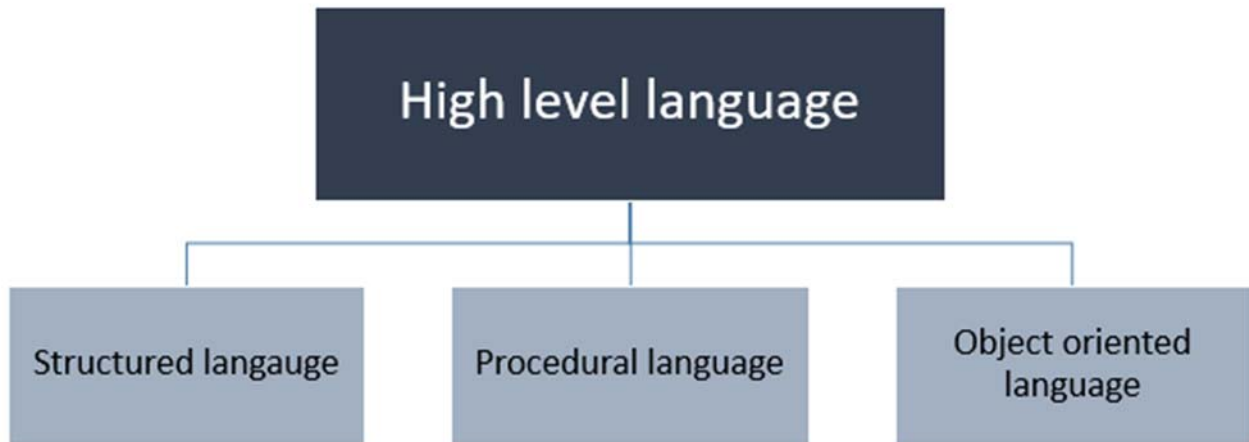 High level language
Structured langauge
Procedural language
Object oriented
language